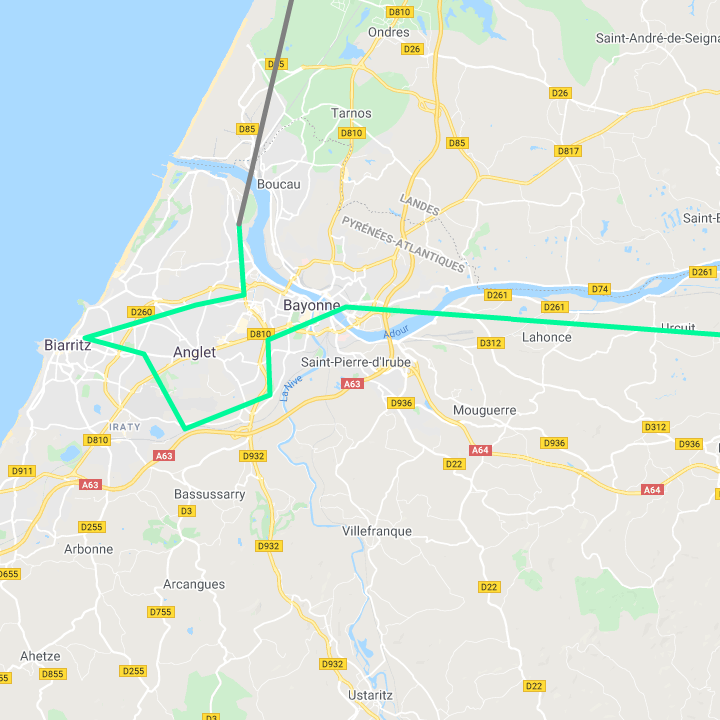 D810
Ondres
D26
Saint-André-de-Seigna
D85
D26
Tarnos
D85
D810
D85
D817
Boucau
LANDES
PYRÉNÉES-ATLANTIQUES
D261
D74
D261
D261
D260
Bayonne
D810
Adour
Urcuit
Lahonce
D312
Biarritz
Anglet
Saint-Pierre-d'Irube
La Nive
A63
D936
Mouguerre
IRATY
D810
D312
D936
D936
A63
D932
A64
D22
D911
A63
A64
Bassussarry
D3
D255
Villefranque
Arbonne
D932
D655
Arcangues
D22
D755
Ahetze
D932
D855
D255
D22
Ustaritz
D3